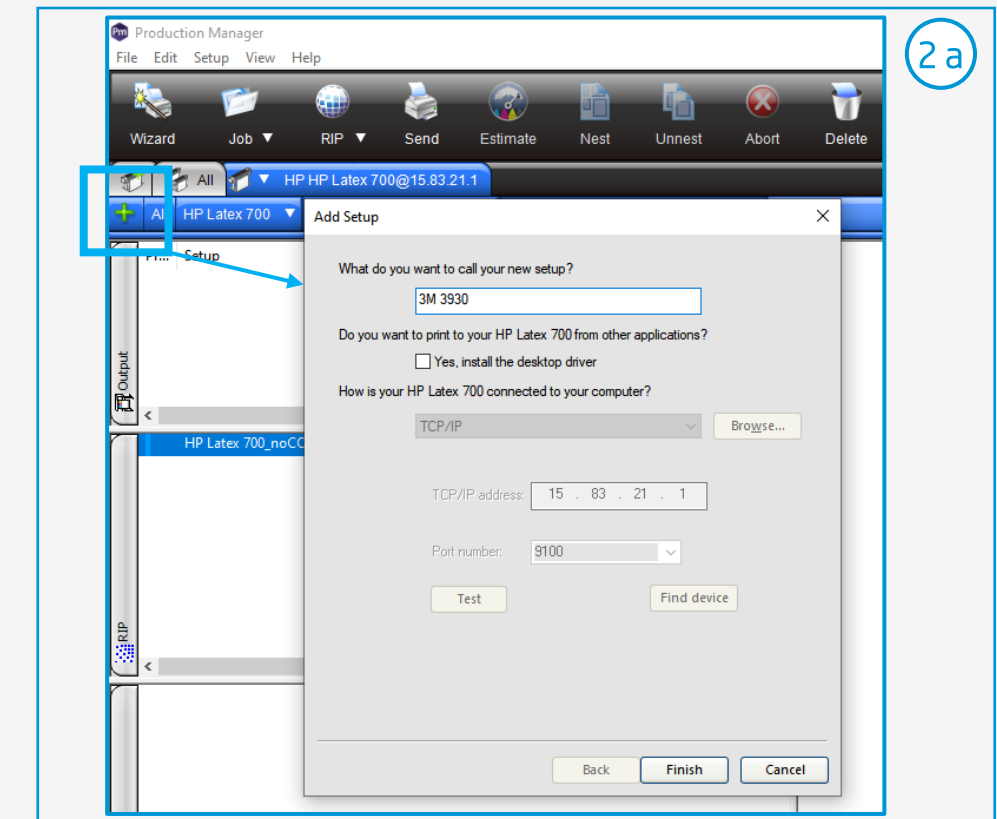 2 a
Production Manager
File Edit Setup View Help
Wizard Job RIP Send Estimate Nest Unnest Abort Delete
All HP HP Latex 700@15.83.21.1
HP Latex 700
Add Setup
Setup
What do you want to call your new setup?
3M 3930
Do you want to print to your HP Latex 700 from other applications?
Yes, install the desktop driver
How is your HP Latex 700 connected to your computer?
TCP/IP Browse...
Output
HP Latex 700_noCC
TCP/IP address: 15 . 83 . 21 . 1
Port number: 9100
Test Find device
RIP
Back Finish Cancel